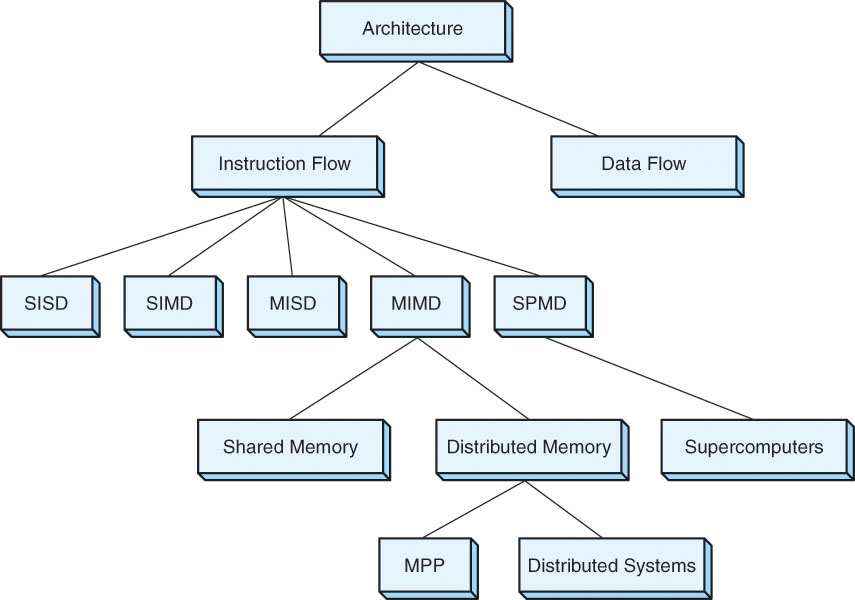 Architecture
Instruction Flow
Data Flow
SISD
SIMD
MISD
MIMD
SPMD
Shared Memory
Distributed Memory
Supercomputers
MPP
Distributed Systems